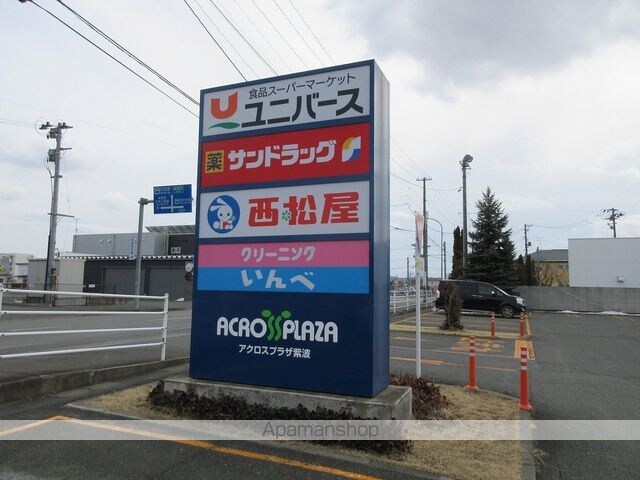 食品スーパーマーケット
ユニバース
薬 サンドラッグ
西松屋
クリーニング
いんべ
ACROSSPLAZA
アクロスプラザ紫波
Apamanshop